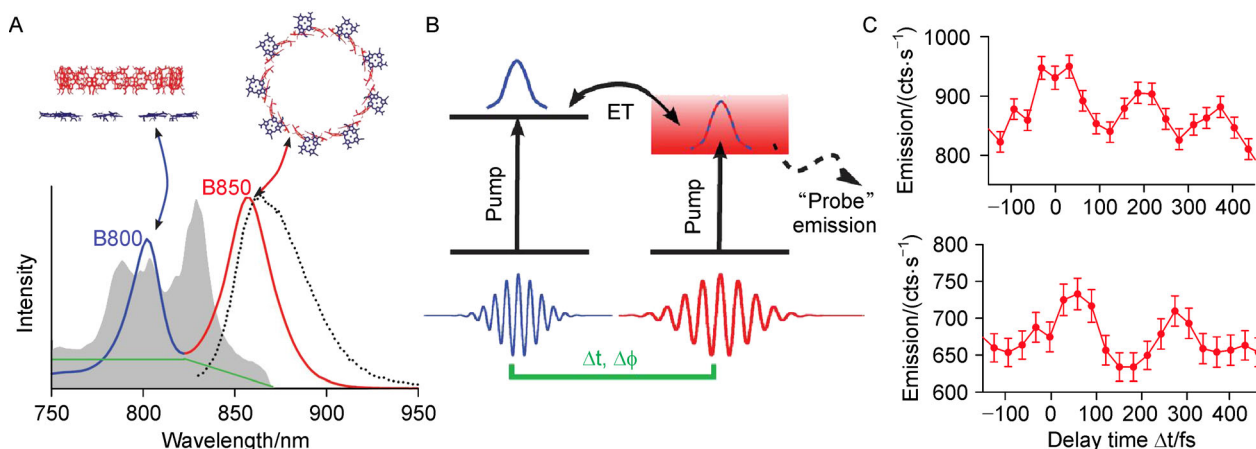 A
B800
B850
Intensity
750
800
850
900
950
Wavelength/nm
B
ET
Pump
Pump
“Probe”
emission
Δt, Δϕ
C
Emission/(cts·s⁻¹)
1000
900
800
−100
0
100
200
300
400
Emission/(cts·s⁻¹)
800
750
700
650
600
−100
0
100
200
300
400
Delay time Δt/fs